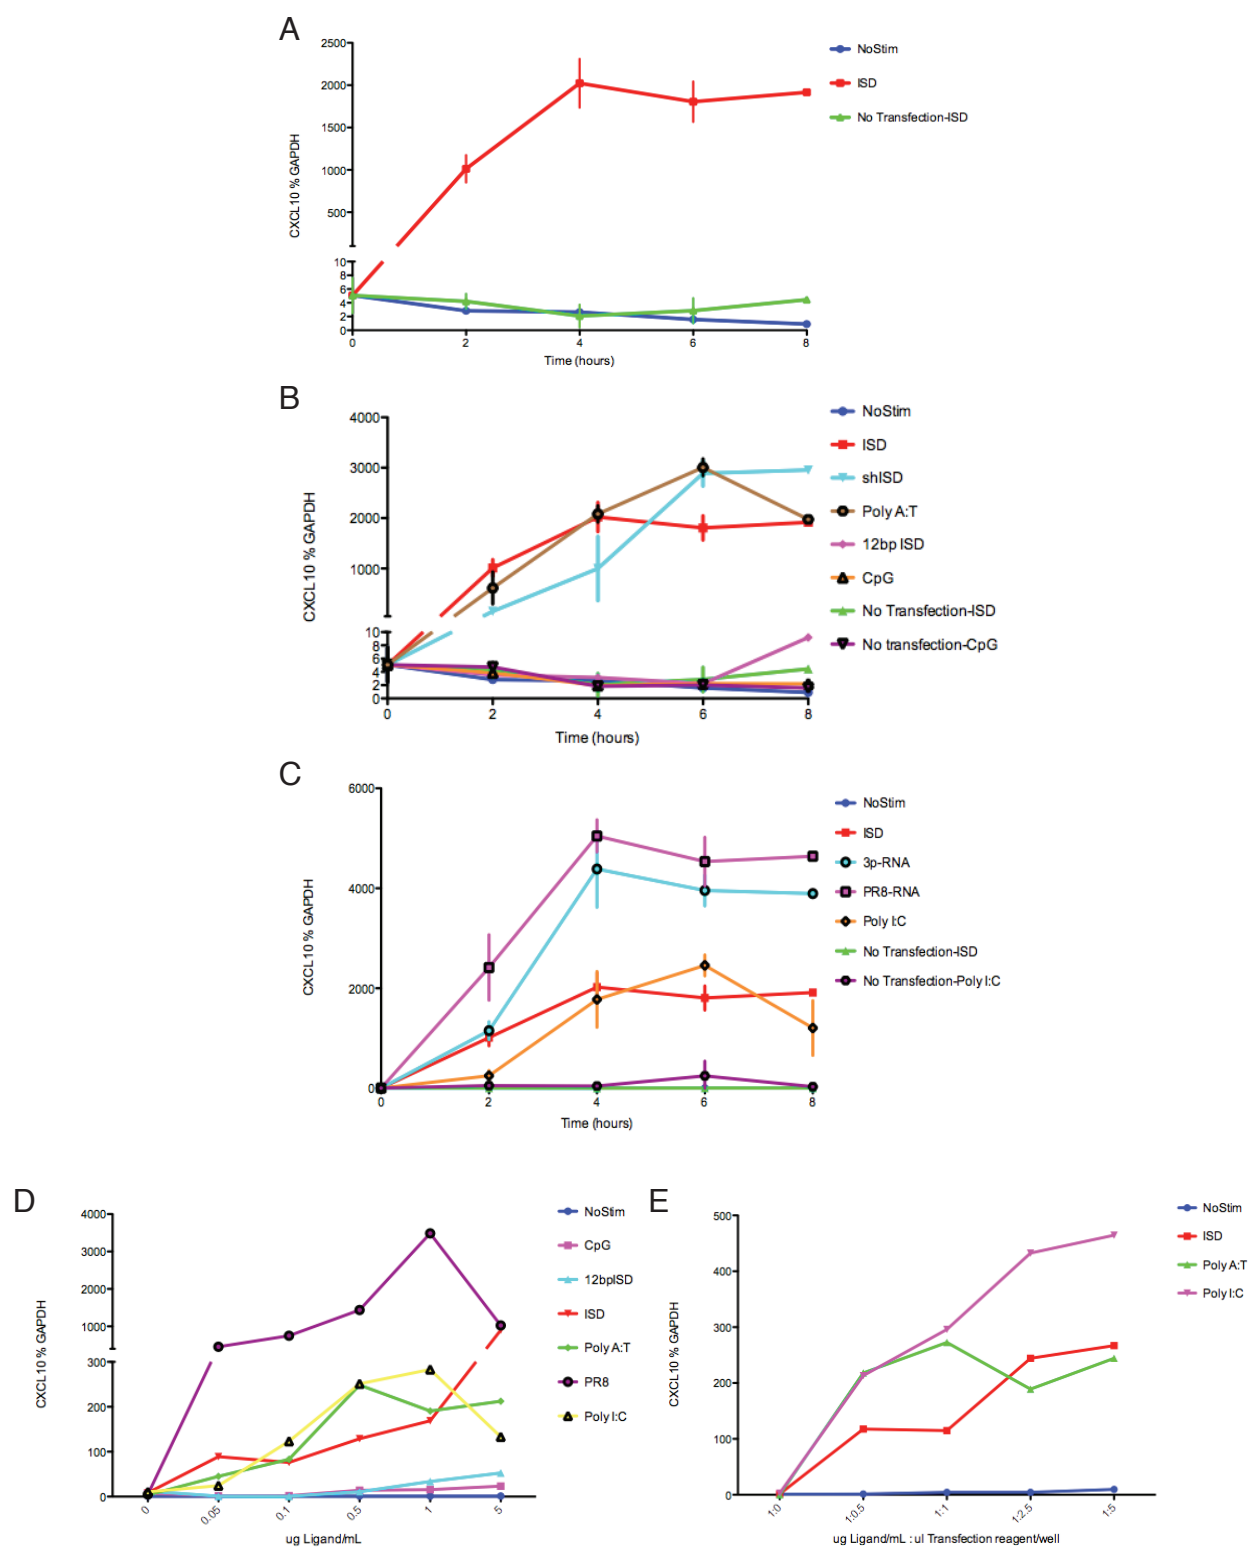 A
2500
2000
1500
1000
500
10
8
6
4
2
0
CXCL10 % GAPDH
0 2 4 6 8
Time (hours)
NoStim
ISD
No Transfection-ISD
B
4000
3000
2000
1000
10
8
6
4
2
0
CXCL10 % GAPDH
0 2 4 6 8
Time (hours)
NoStim
ISD
shISD
Poly A:T
12bp ISD
CpG
No Transfection-ISD
No transfection-CpG
C
6000
4000
2000
0
CXCL10 % GAPDH
0 2 4 6 8
Time (hours)
NoStim
ISD
3p-RNA
PR8-RNA
Poly I:C
No Transfection-ISD
No Transfection-Poly I:C
D
4000
3000
2000
1000
300
200
100
0
CXCL10 % GAPDH
0 0.05 0.1 0.5 1 5
ug Ligand/mL
NoStim
CpG
12bpISD
ISD
Poly A:T
PR8
Poly I:C
E
500
400
300
200
100
0
CXCL10 % GAPDH
1:0 1:0.5 1:1 1:2.5 1:5
ug Ligand/mL : ul Transfection reagent/well
NoStim
ISD
Poly A:T
Poly I:C